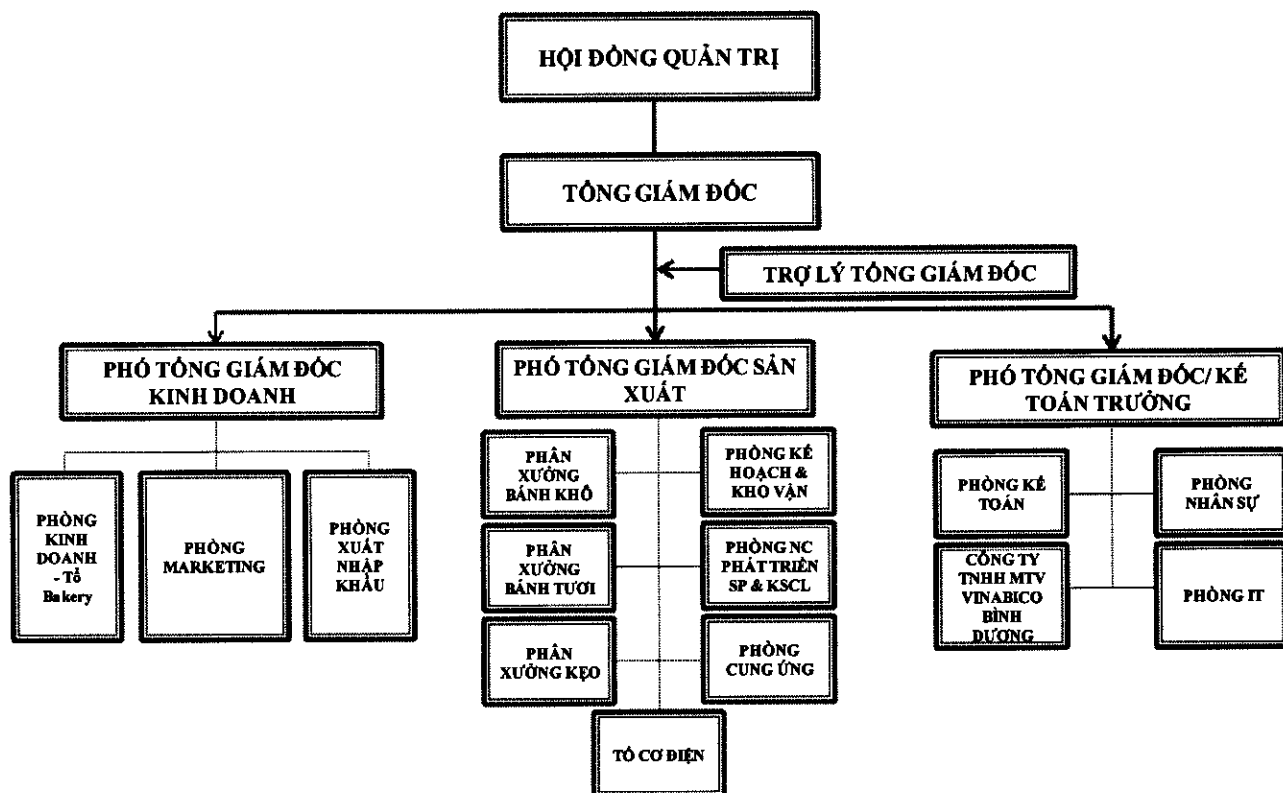 HỘI ĐỒNG QUẢN TRỊ
TỔNG GIÁM ĐỐC
TRỢ LÝ TỔNG GIÁM ĐỐC
PHÓ TỔNG GIÁM ĐỐC
KINH DOANH
PHÓ TỔNG GIÁM ĐỐC SẢN
XUẤT
PHÓ TỔNG GIÁM ĐỐC/ KẾ
TOÁN TRƯỞNG
PHÒNG
KINH
DOANH
- Tổ
Bakery
PHÒNG
MARKETING
PHÒNG
XUẤT
NHẬP
KHẨU
PHÂN
XƯỞNG
BÁNH KHÔ
PHÒNG KẾ
HOẠCH &
KHO VẬN
PHÂN
XƯỞNG
BÁNH TƯƠI
PHÒNG NC
PHÁT TRIỂN
SP & KSCL
PHÂN
XƯỞNG KẸO
PHÒNG
CUNG ỨNG
TỔ CƠ ĐIỆN
PHÒNG KẾ
TOÁN
PHÒNG
NHÂN SỰ
CÔNG TY
TNHH MTV
VINABICO
BÌNH
DƯƠNG
PHÒNG IT